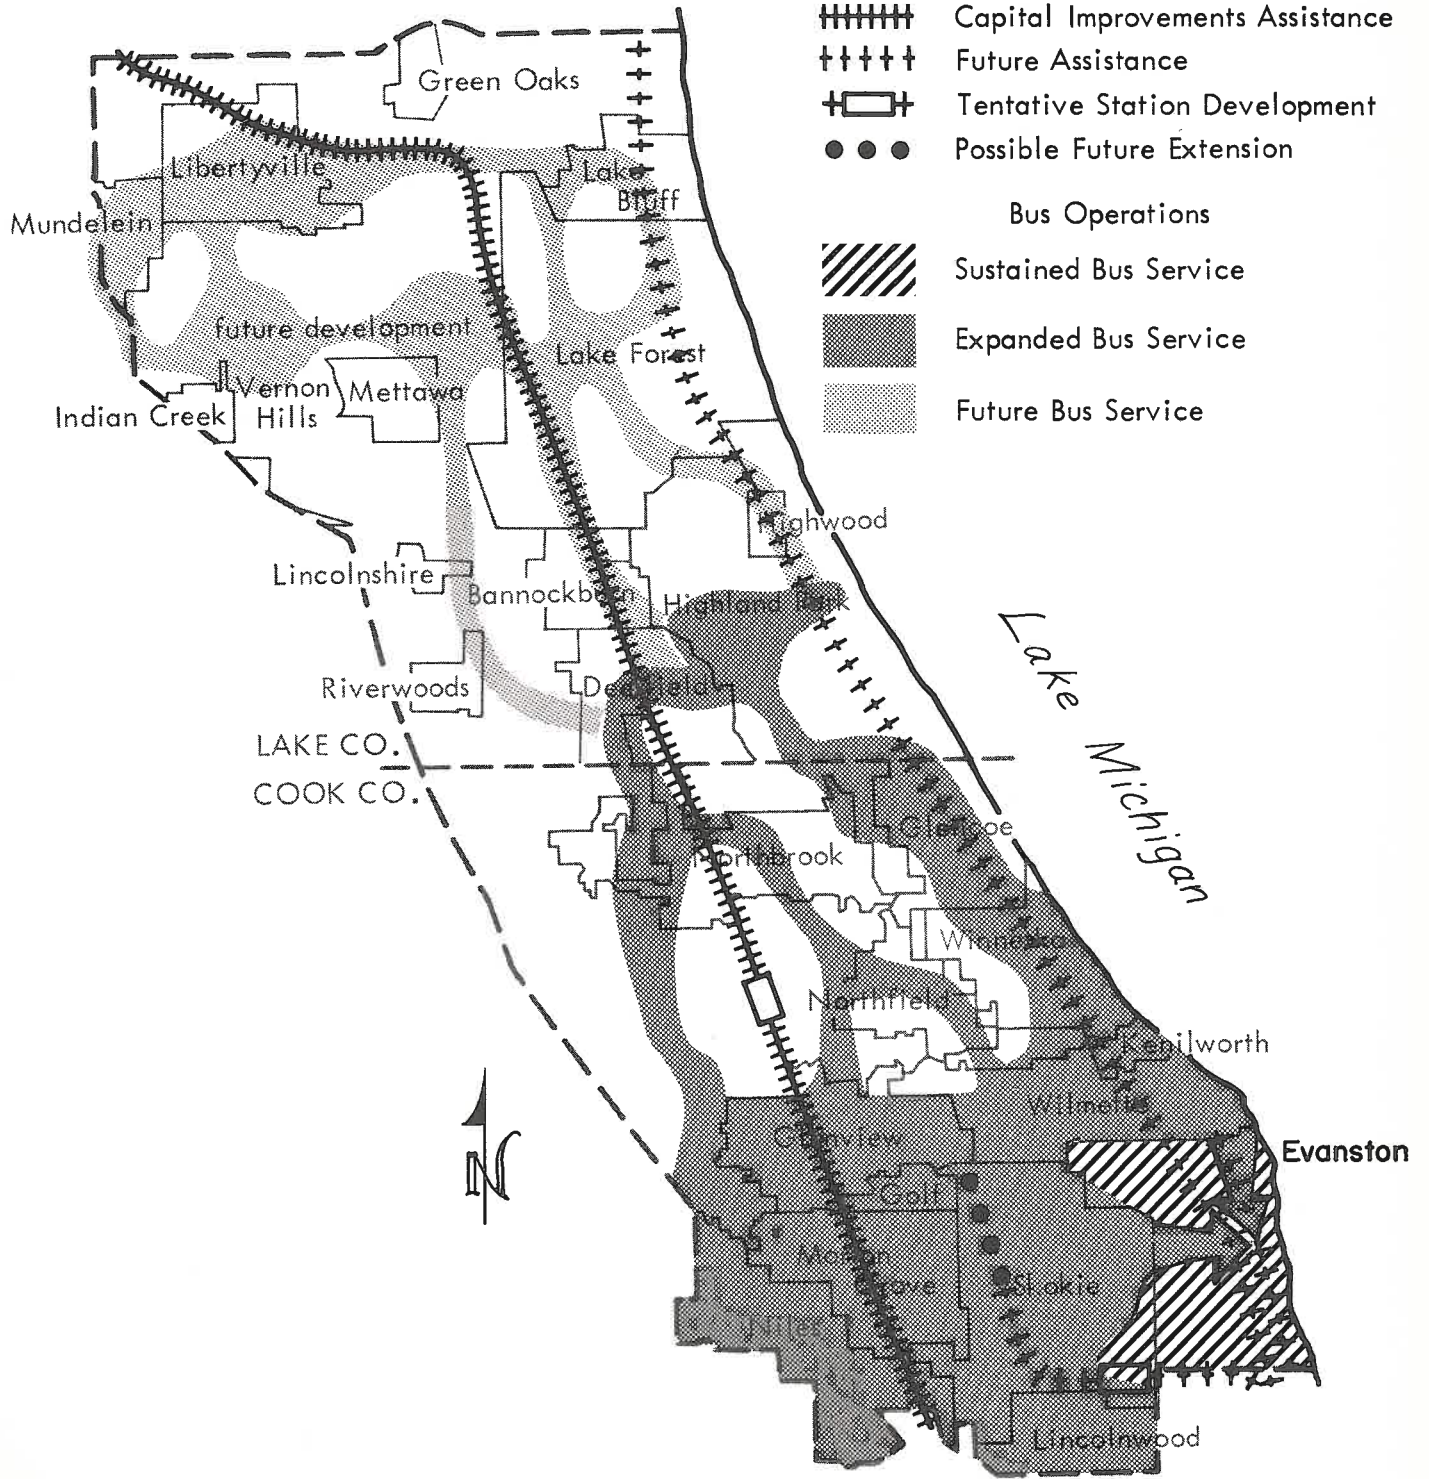 Capital Improvements Assistance
Future Assistance
Tentative Station Development
Possible Future Extension
Bus Operations
Sustained Bus Service
Expanded Bus Service
Future Bus Service
Green Oaks
Libertyville
Lake
Bluff
Mundelein
future development
Lake Forest
Vernon
Hills
Mettawa
Indian Creek
Highwood
Lincolnshire
Bannockburn
Highland Park
Riverwoods
Deerfield
LAKE CO.
COOK CO.
Lake Michigan
Glencoe
Northbrook
Winnetka
Northfield
Kenilworth
Wilmette
Glenview
Evanston
Golf
Morton
Grove
Skokie
Niles
Lincolnwood
N